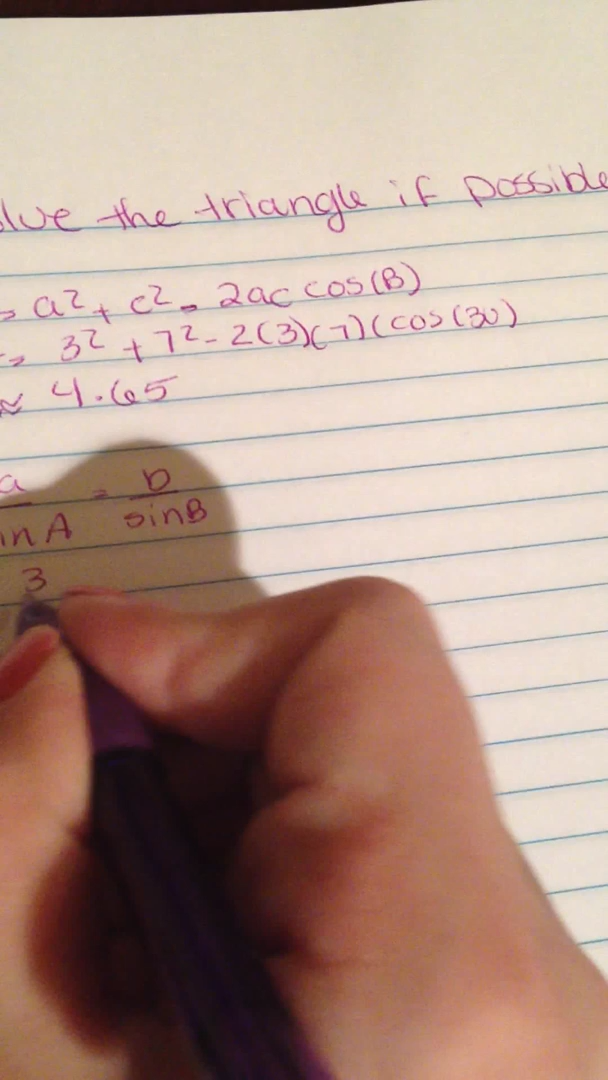 olve the triangle if possible
= a² + c² - 2ac cos(B)
= 3² + 7² - 2(3)(7)(cos(30)
≈ 4.65
a = b
inA sinB
3